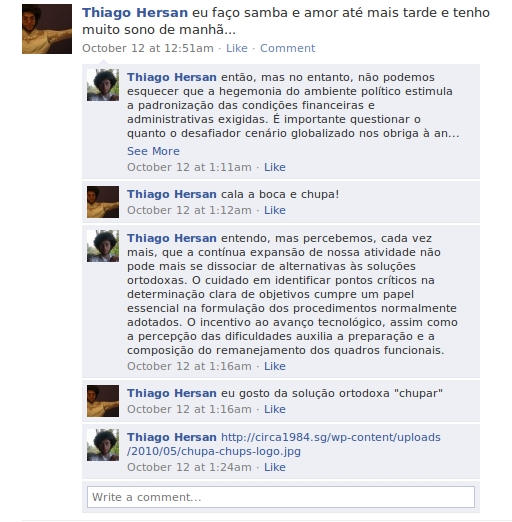 Thiago Hersan eu faço samba e amor até mais tarde e tenho
muito sono de manhã...
October 12 at 12:51am · Like · Comment
Thiago Hersan então, mas no entanto, não podemos
esquecer que a hegemonia do ambiente político estimula
a padronização das condições financeiras e
administrativas exigidas. É importante questionar o
quanto o desafiador cenário globalizado nos obriga à an...
See More
October 12 at 1:11am · Like
Thiago Hersan cala a boca e chupa!
October 12 at 1:12am · Like
Thiago Hersan entendo, mas percebemos, cada vez
mais, que a contínua expansão de nossa atividade não
pode mais se dissociar de alternativas às soluções
ortodoxas. O cuidado em identificar pontos críticos na
determinação clara de objetivos cumpre um papel
essencial na formulação dos procedimentos normalmente
adotados. O incentivo ao avanço tecnológico, assim como
a percepção das dificuldades auxilia a preparação e a
composição do remanejamento dos quadros funcionais.
October 12 at 1:16am · Like
Thiago Hersan eu gosto da solução ortodoxa "chupar"
October 12 at 1:16am · Like
Thiago Hersan http://circa1984.sg/wp-content/uploads
/2010/05/chupa-chups-logo.jpg
October 12 at 1:24am · Like
Write a comment...